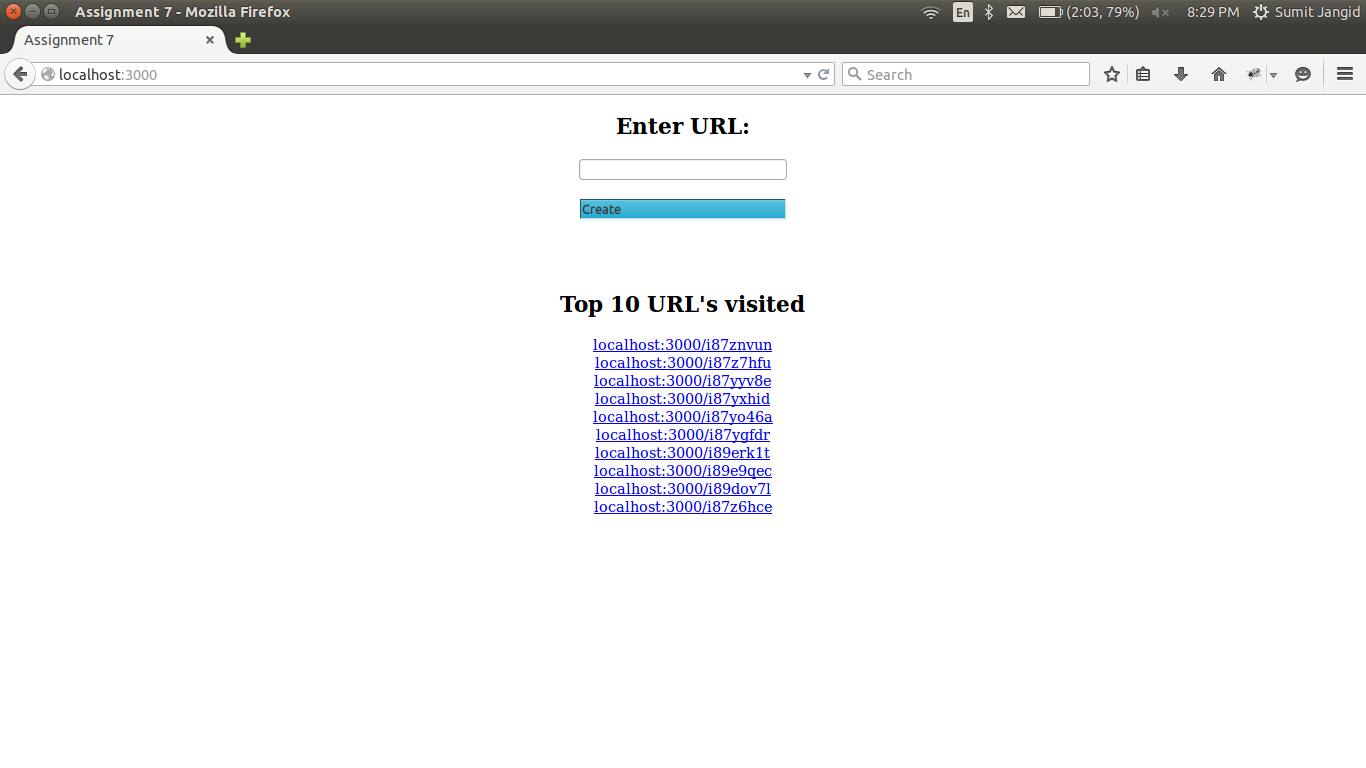 Assignment 7 - Mozilla Firefox
En
(2:03, 79%)
8:29 PM
Sumit Jangid
Assignment 7
localhost:3000
Search
Enter URL:
Create
Top 10 URL's visited
localhost:3000/i87znvun
localhost:3000/i87z7hfu
localhost:3000/i87yyv8e
localhost:3000/i87yxhid
localhost:3000/i87yo46a
localhost:3000/i87ygfdr
localhost:3000/i89erk1t
localhost:3000/i89e9qec
localhost:3000/i89dov7l
localhost:3000/i87z6hce